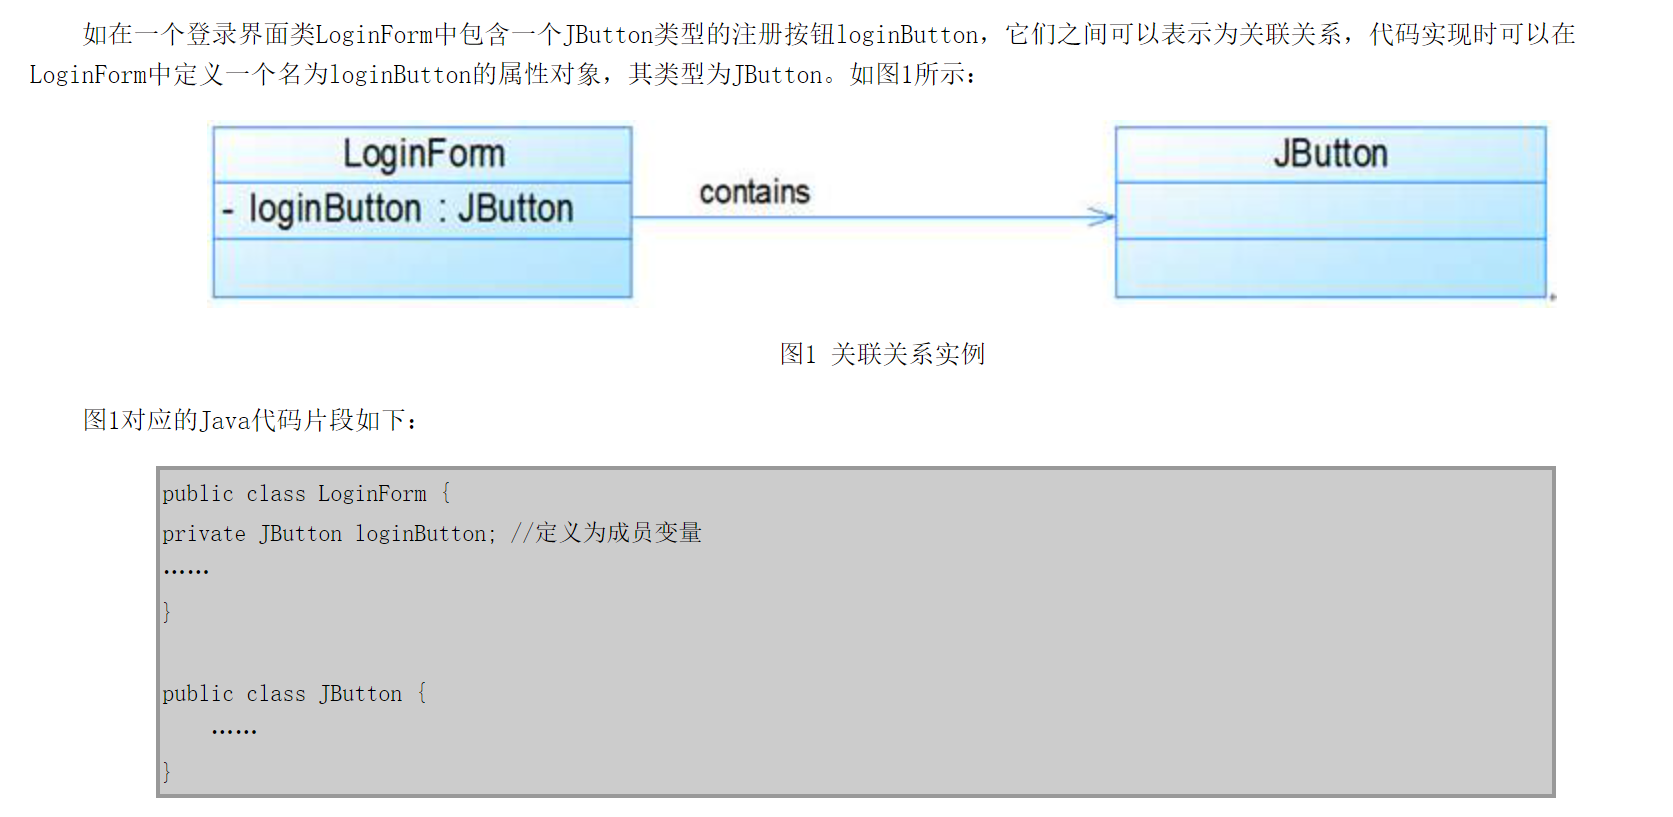 如在一个登录界面类LoginForm中包含一个JButton类型的注册按钮loginButton，它们之间可以表示为关联关系，代码实现时可以在
LoginForm中定义一个名为loginButton的属性对象，其类型为JButton。如图1所示：
LoginForm
- loginButton : JButton
contains
JButton
图1 关联关系实例
图1对应的Java代码片段如下：
public class LoginForm {
private JButton loginButton; //定义为成员变量
……
}
public class JButton {
……
}